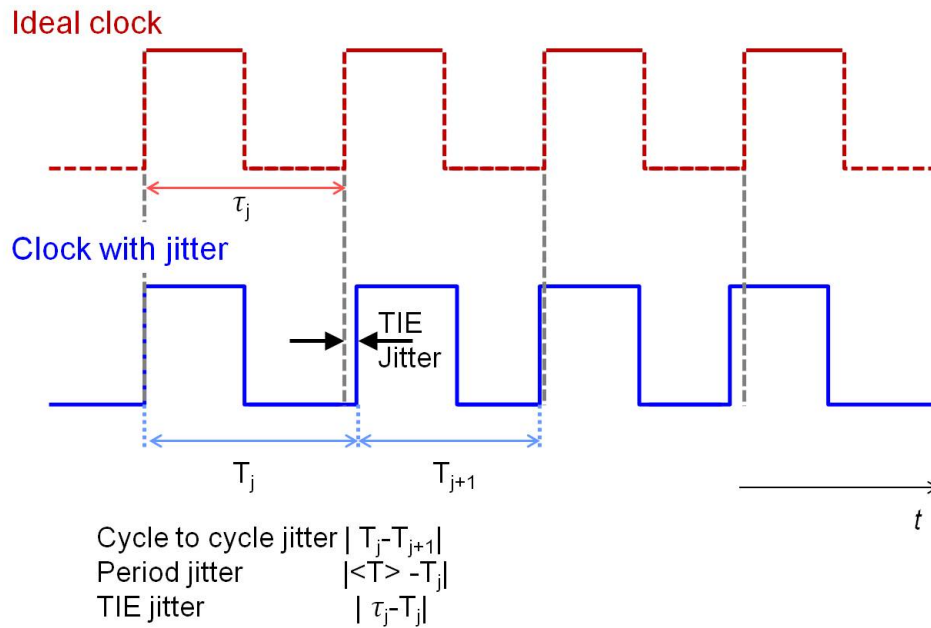 Ideal clock
τj
Clock with jitter
TIE
Jitter
Tj
Tj+1
t
Cycle to cycle jitter | Tj-Tj+1|
Period jitter |<T> -Tj|
TIE jitter | τj-Tj|